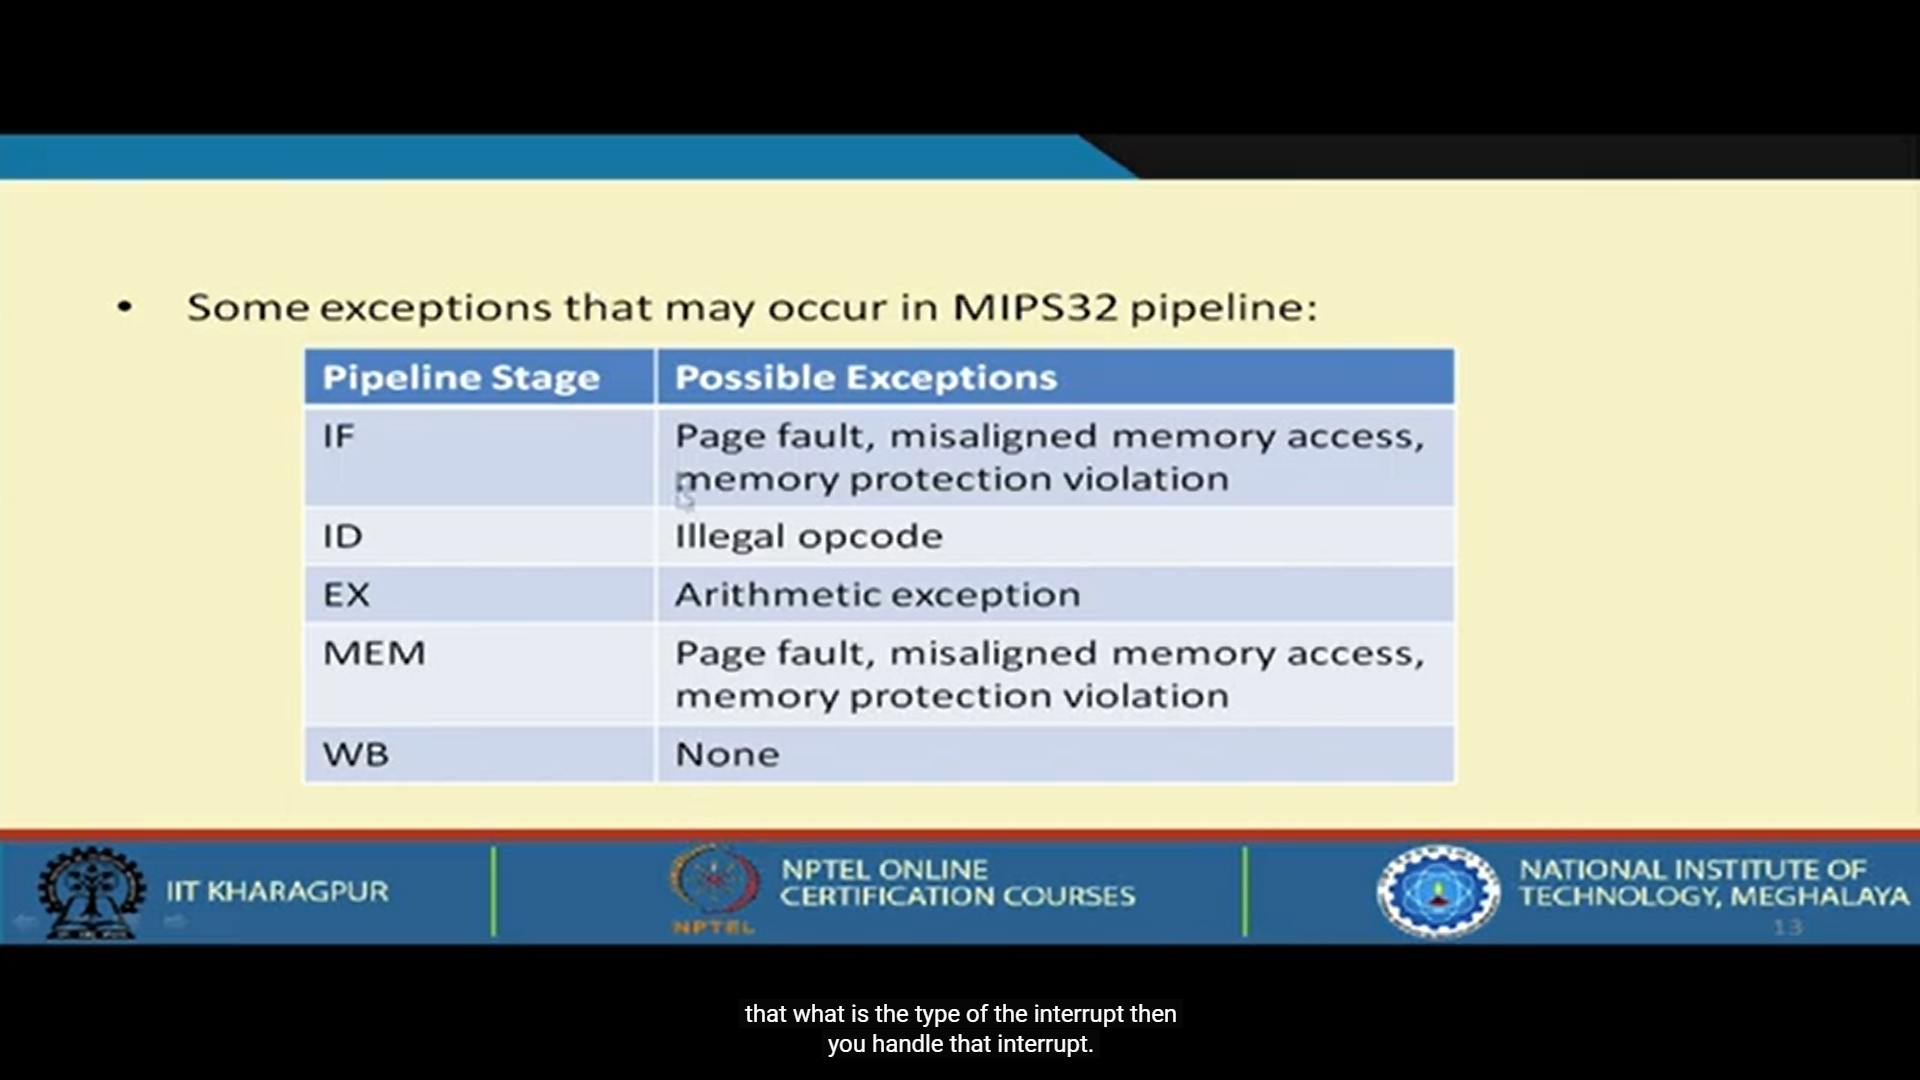 • Some exceptions that may occur in MIPS32 pipeline:
Pipeline Stage Possible Exceptions
IF Page fault, misaligned memory access,
memory protection violation
ID Illegal opcode
EX Arithmetic exception
MEM Page fault, misaligned memory access,
memory protection violation
WB None
IIT KHARAGPUR
NPTEL
NPTEL ONLINE
CERTIFICATION COURSES
NATIONAL INSTITUTE OF
TECHNOLOGY, MEGHALAYA
13
that what is the type of the interrupt then
you handle that interrupt.